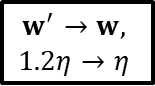 w′ → w,
1.2η → η